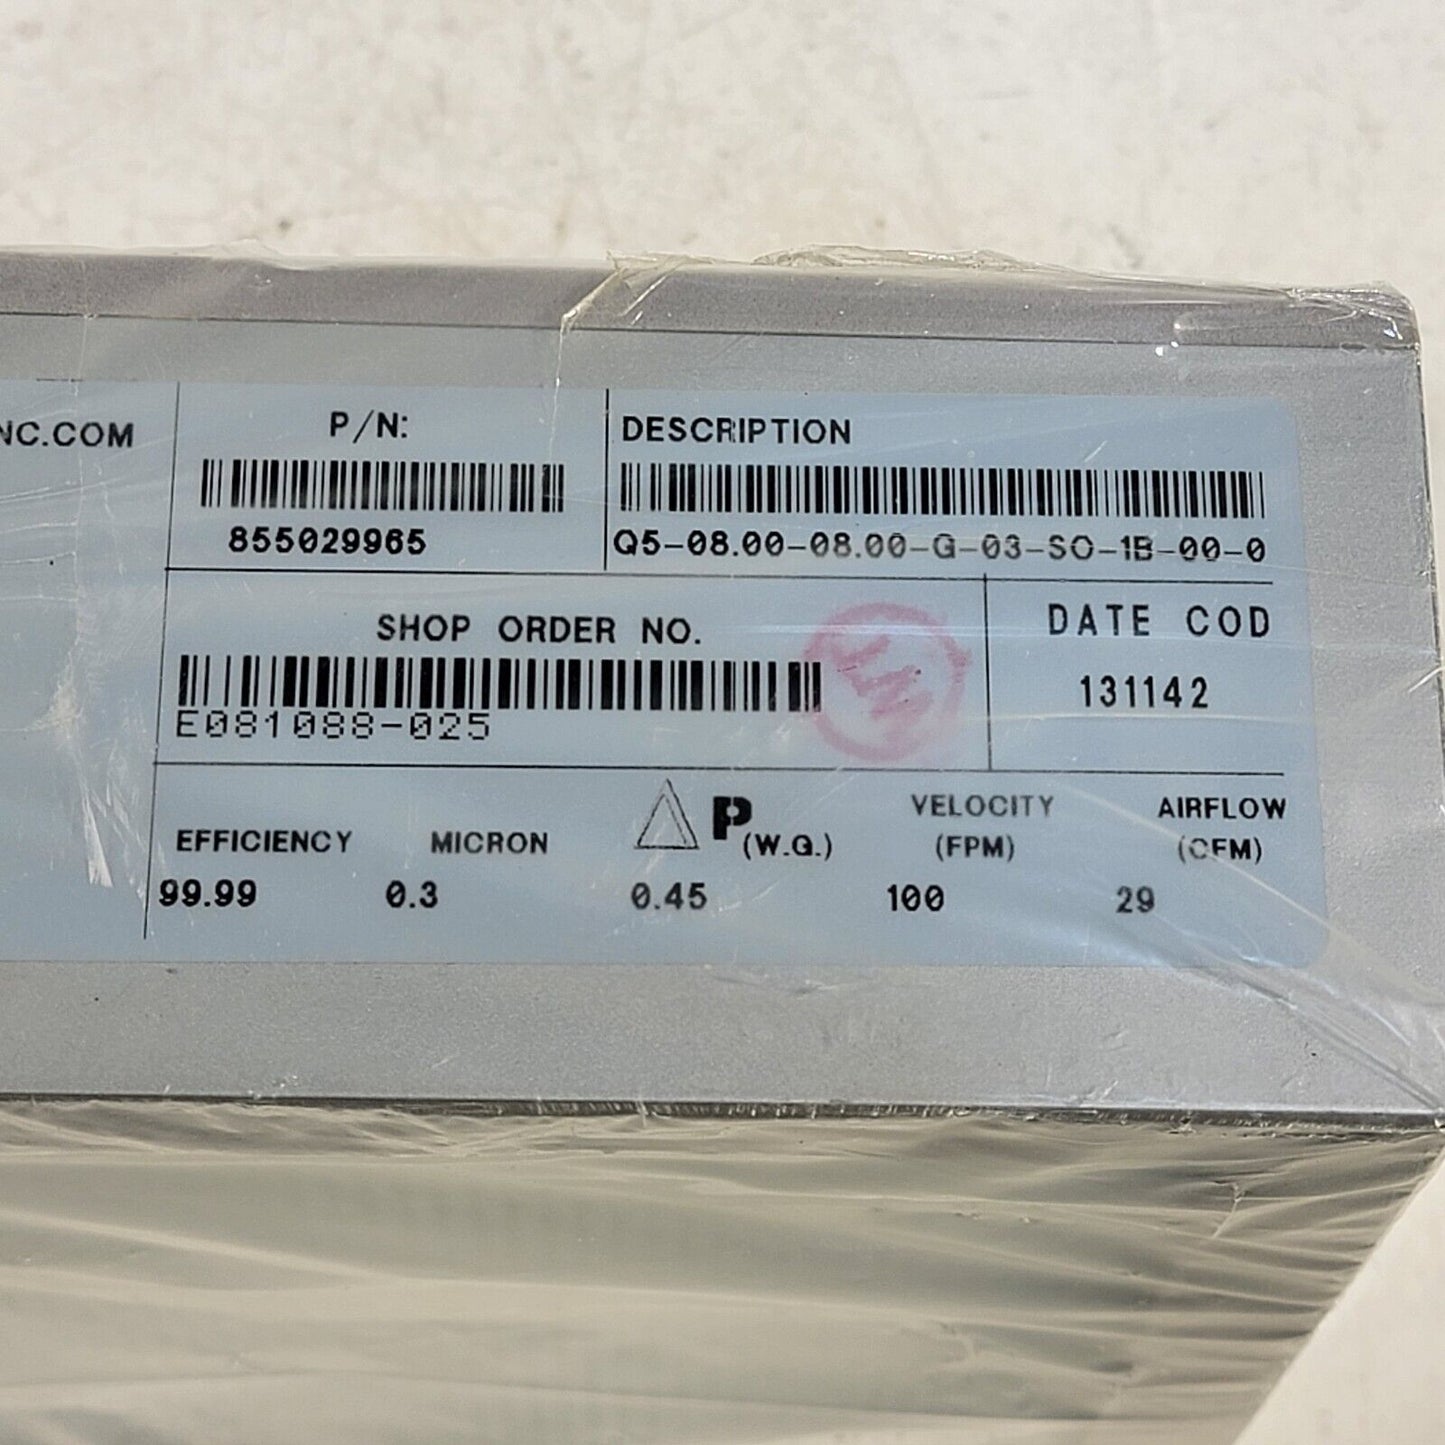 NC.COM
P/N:
855029965
DESCRIPTION
Q5-08.00-08.00-G-03-SO-1B-00-0
SHOP ORDER NO.
E081088-025
DATE COD
131142
EFFICIENCY
99.99
MICRON
0.3
△P (W.G.)
0.45
VELOCITY
(FPM)
100
AIRFLOW
(CFM)
29